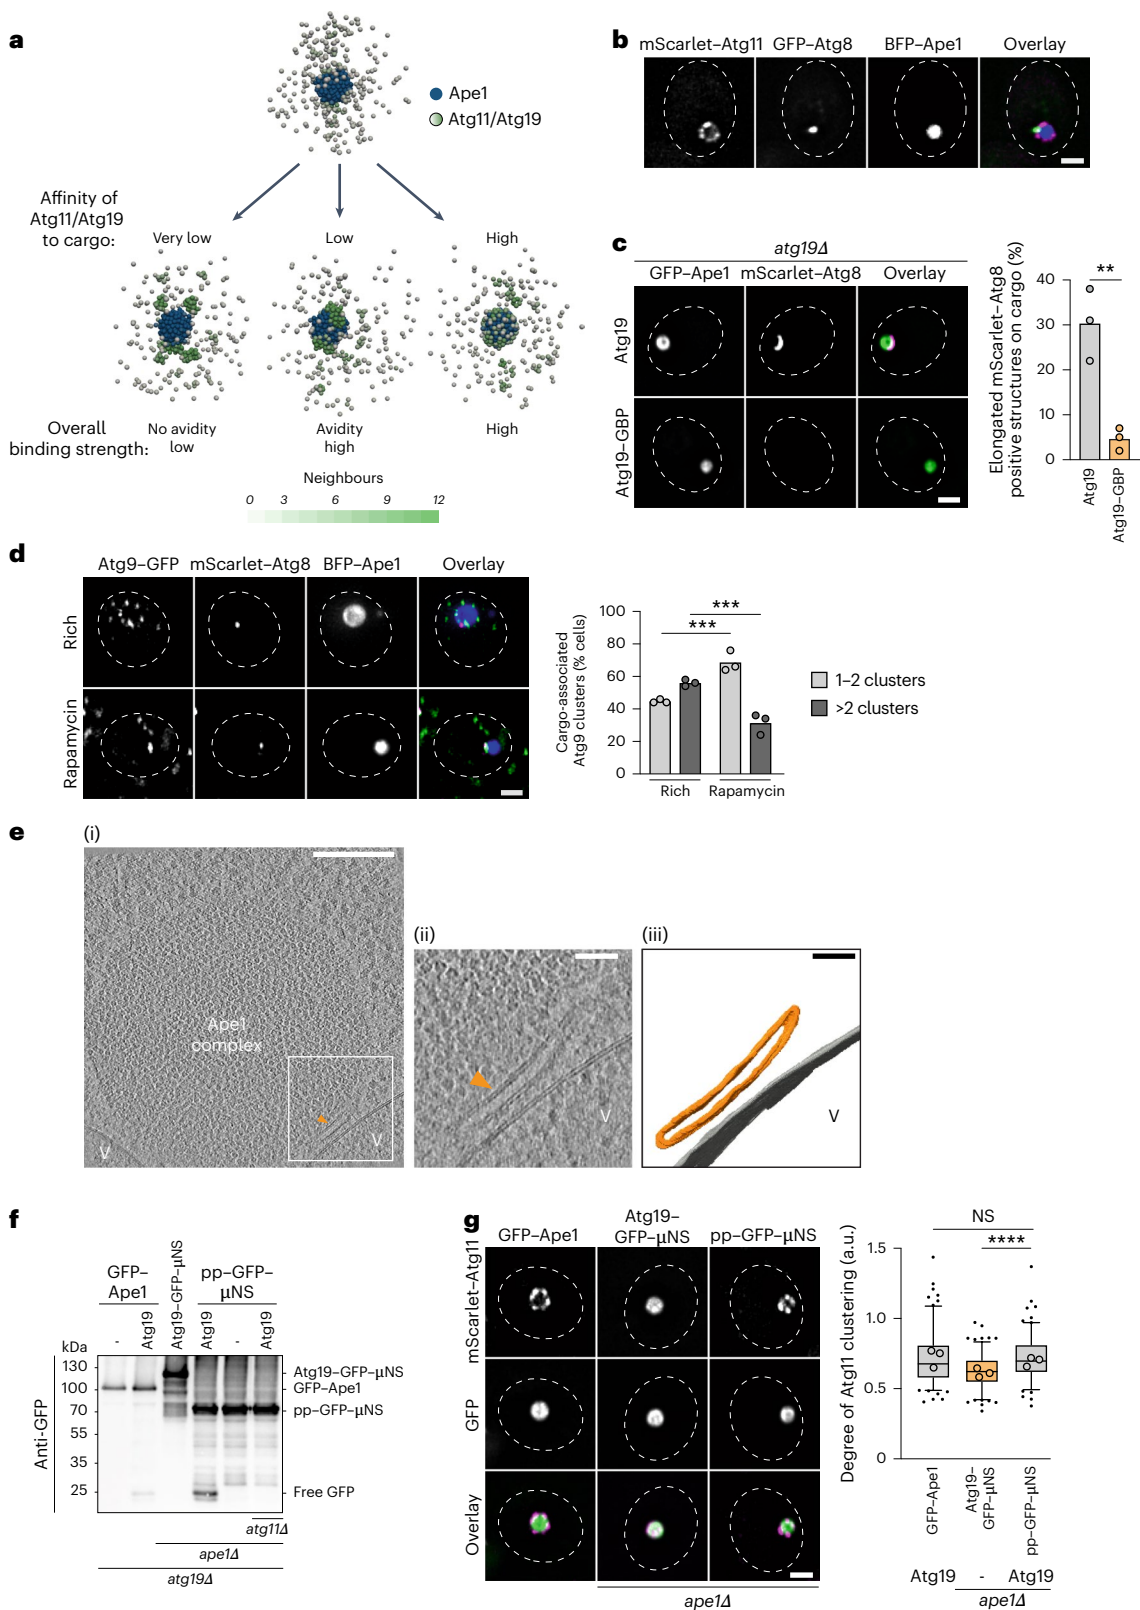 a
Ape1
Atg11/Atg19
Affinity of
Atg11/Atg19
to cargo:
Very low
Low
High
Overall
binding strength:
No avidity
low
Avidity
high
High
Neighbours
0 3 6 9 12
b
mScarlet–Atg11 GFP–Atg8 BFP–Ape1 Overlay
c
atg19Δ
GFP–Ape1 mScarlet–Atg8 Overlay
Atg19
Atg19–GBP
Elongated mScarlet–Atg8
positive structures on cargo (%)
40
30
20
10
0
**
Atg19
Atg19–GBP
d
Atg9–GFP mScarlet–Atg8 BFP–Ape1 Overlay
Rich
Rapamycin
Cargo-associated
Atg9 clusters (% cells)
100
80
60
40
20
0
***
***
Rich Rapamycin
1–2 clusters
>2 clusters
e
(i)
Ape1
complex
V
V
(ii)
V
(iii)
V
f
GFP–
Ape1
Atg19–GFP–µNS
pp–GFP–
µNS
- Atg19 Atg19 - Atg19
kDa
130
100
70
55
35
25
Anti-GFP
Atg19–GFP–µNS
GFP–Ape1
pp–GFP–µNS
Free GFP
atg11Δ
ape1Δ
atg19Δ
g
GFP–Ape1
Atg19–
GFP–µNS
pp–GFP–µNS
mScarlet–Atg11
GFP
Overlay
ape1Δ
Degree of Atg11 clustering (a.u.)
1.5
1.0
0.5
0
NS
****
GFP–Ape1
Atg19–
GFP–µNS
pp–GFP–µNS
Atg19 - Atg19
ape1Δ